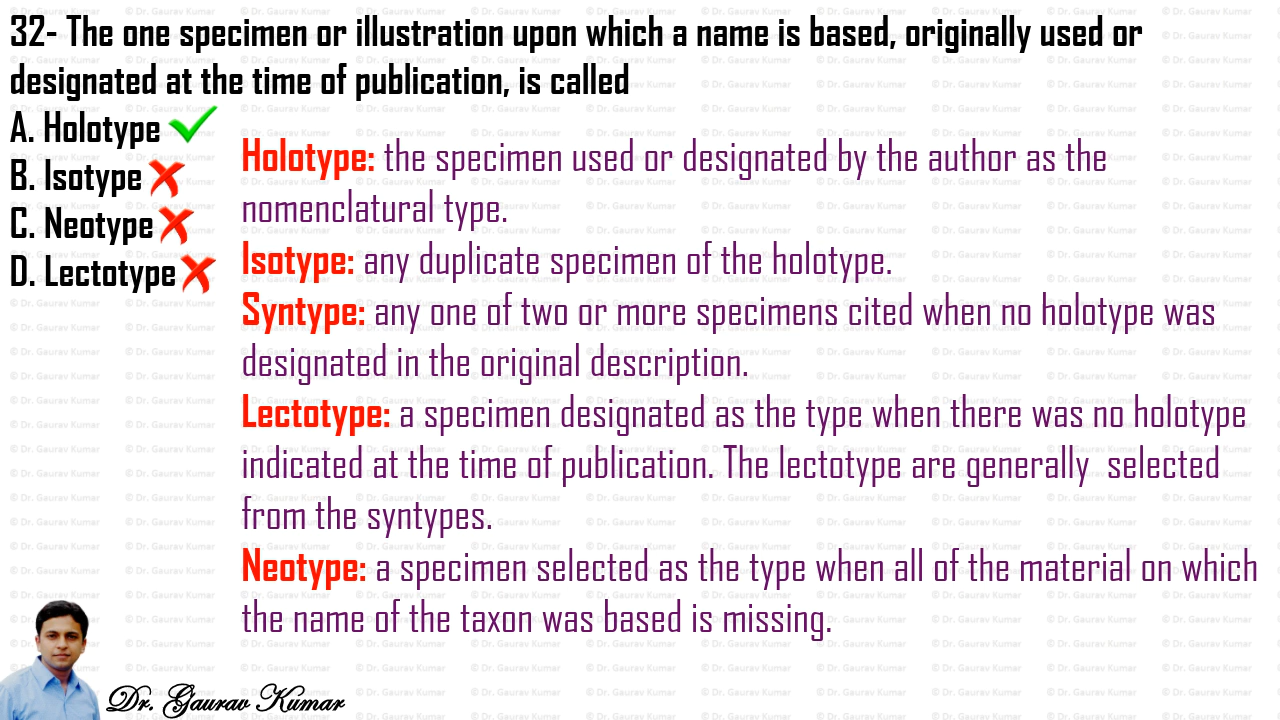 32- The one specimen or illustration upon which a name is based, originally used or
designated at the time of publication, is called
A. Holotype
B. Isotype
C. Neotype
D. Lectotype
Holotype: the specimen used or designated by the author as the
nomenclatural type.
Isotype: any duplicate specimen of the holotype.
Syntype: any one of two or more specimens cited when no holotype was
designated in the original description.
Lectotype: a specimen designated as the type when there was no holotype
indicated at the time of publication. The lectotype are generally selected
from the syntypes.
Neotype: a specimen selected as the type when all of the material on which
the name of the taxon was based is missing.
Dr. Gaurav Kumar
© Dr. Gaurav Kumar